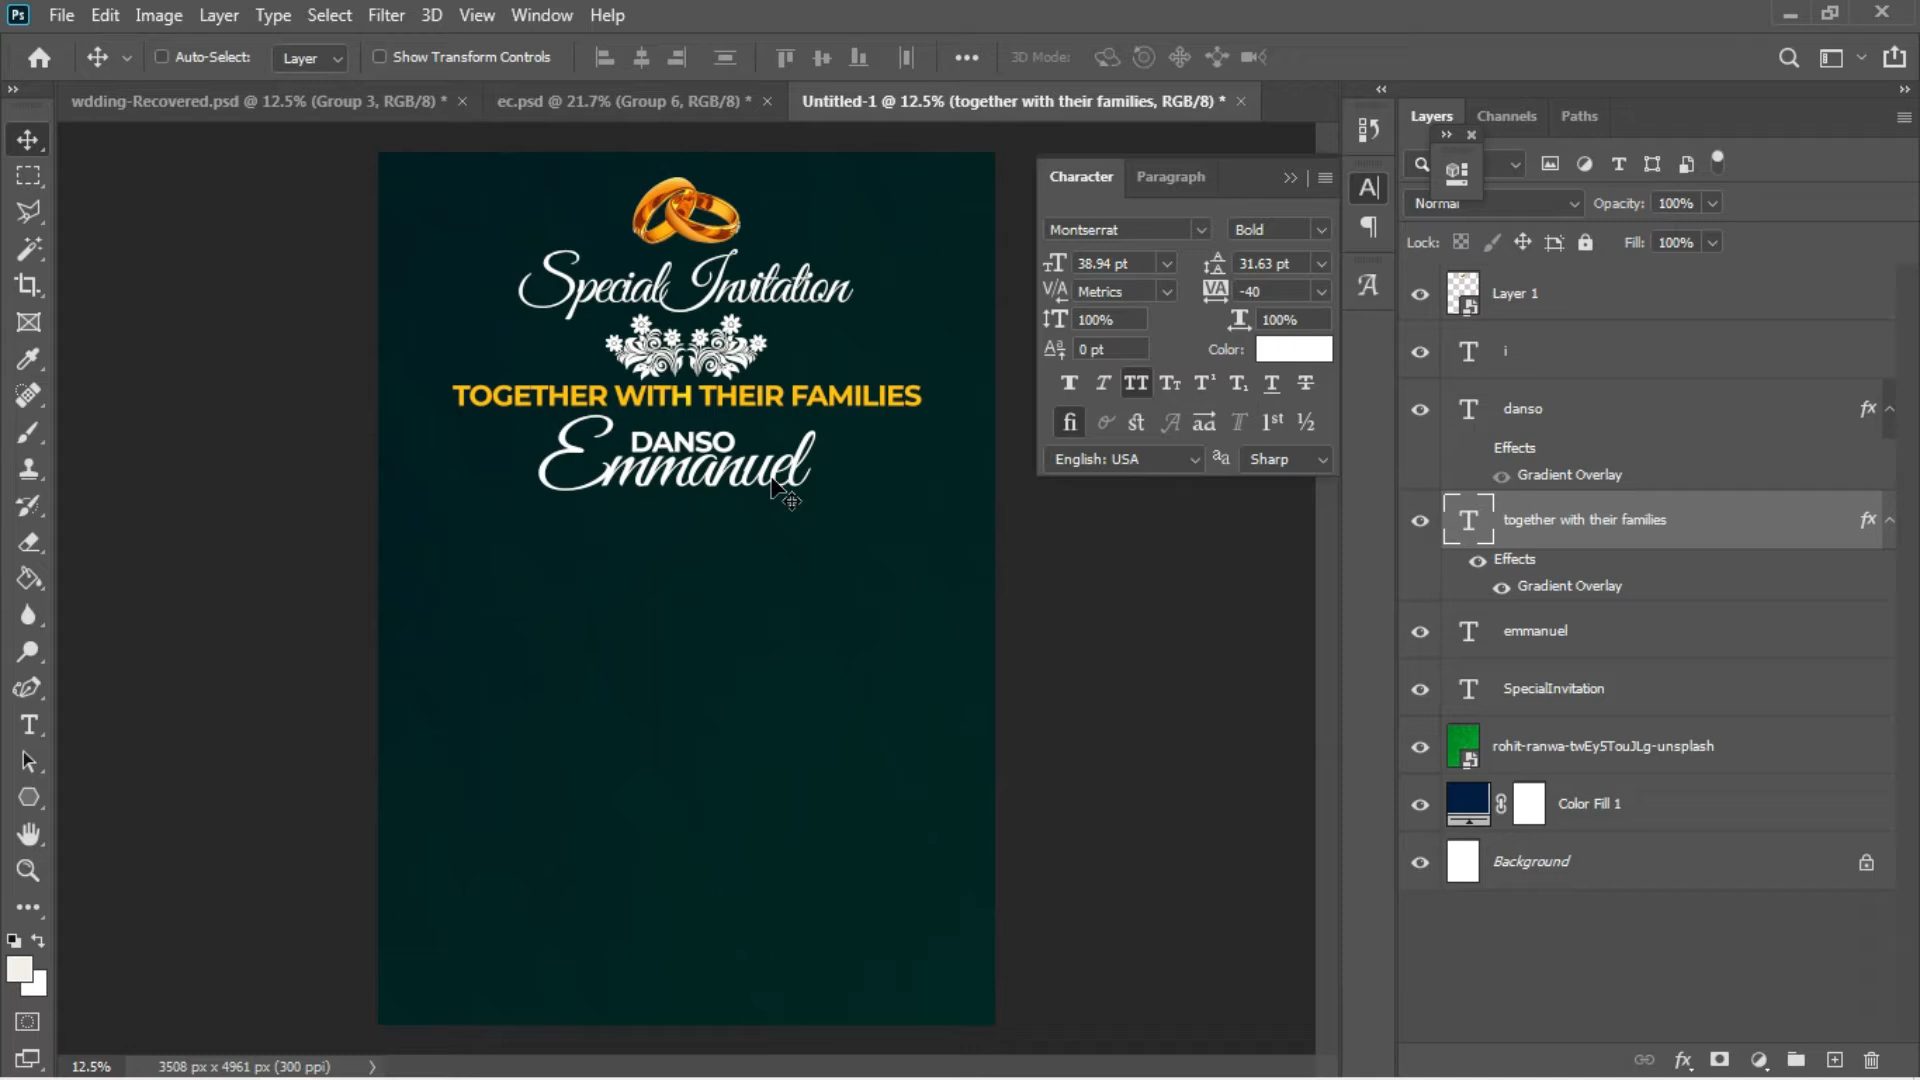 Ps File Edit Image Layer Type Select Filter 3D View Window Help
Auto-Select: Layer Show Transform Controls 3D Mode:
wdding-Recovered.psd @ 12.5% (Group 3, RGB/8) * × ec.psd @ 21.7% (Group 6, RGB/8) * × Untitled-1 @ 12.5% (together with their families, RGB/8) * ×
Special Invitation
TOGETHER WITH THEIR FAMILIES
DANSO
Emmanuel
Character Paragraph
Montserrat Bold
38.94 pt 31.63 pt
Metrics -40
100% 100%
0 pt Color:
English: USA Sharp
Layers Channels Paths
Normal Opacity: 100%
Lock: Fill: 100%
Layer 1
i
danso fx
Effects
Gradient Overlay
together with their families fx
Effects
Gradient Overlay
emmanuel
SpecialInvitation
rohit-ranwa-twEy5TouJLg-unsplash
Color Fill 1
Background
12.5% 3508 px x 4961 px (300 ppi)